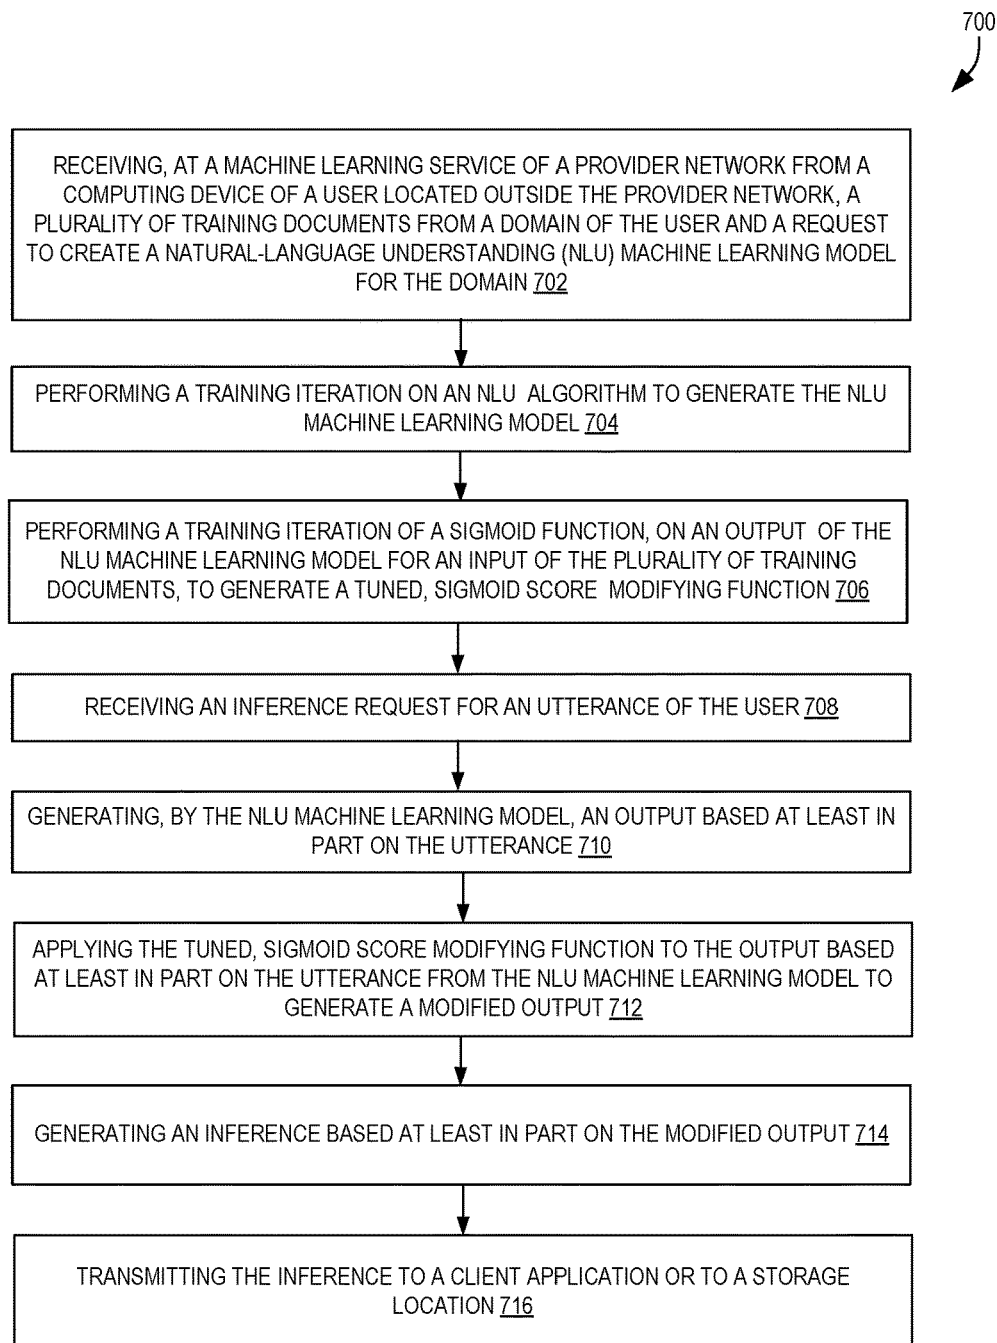 700
RECEIVING, AT A MACHINE LEARNING SERVICE OF A PROVIDER NETWORK FROM A
COMPUTING DEVICE OF A USER LOCATED OUTSIDE THE PROVIDER NETWORK, A
PLURALITY OF TRAINING DOCUMENTS FROM A DOMAIN OF THE USER AND A REQUEST
TO CREATE A NATURAL-LANGUAGE UNDERSTANDING (NLU) MACHINE LEARNING MODEL
FOR THE DOMAIN 702
PERFORMING A TRAINING ITERATION ON AN NLU ALGORITHM TO GENERATE THE NLU
MACHINE LEARNING MODEL 704
PERFORMING A TRAINING ITERATION OF A SIGMOID FUNCTION, ON AN OUTPUT OF THE
NLU MACHINE LEARNING MODEL FOR AN INPUT OF THE PLURALITY OF TRAINING
DOCUMENTS, TO GENERATE A TUNED, SIGMOID SCORE MODIFYING FUNCTION 706
RECEIVING AN INFERENCE REQUEST FOR AN UTTERANCE OF THE USER 708
GENERATING, BY THE NLU MACHINE LEARNING MODEL, AN OUTPUT BASED AT LEAST IN
PART ON THE UTTERANCE 710
APPLYING THE TUNED, SIGMOID SCORE MODIFYING FUNCTION TO THE OUTPUT BASED
AT LEAST IN PART ON THE UTTERANCE FROM THE NLU MACHINE LEARNING MODEL TO
GENERATE A MODIFIED OUTPUT 712
GENERATING AN INFERENCE BASED AT LEAST IN PART ON THE MODIFIED OUTPUT 714
TRANSMITTING THE INFERENCE TO A CLIENT APPLICATION OR TO A STORAGE
LOCATION 716